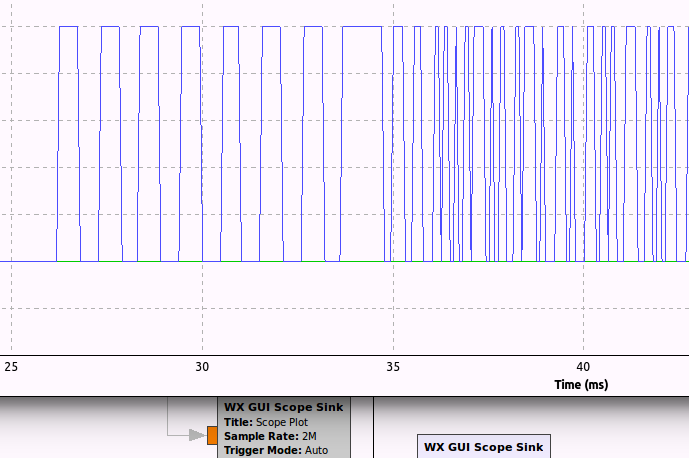 25 30 35 40
Time (ms)
WX GUI Scope Sink
Title: Scope Plot
Sample Rate: 2M
Trigger Mode: Auto
WX GUI Scope Sink